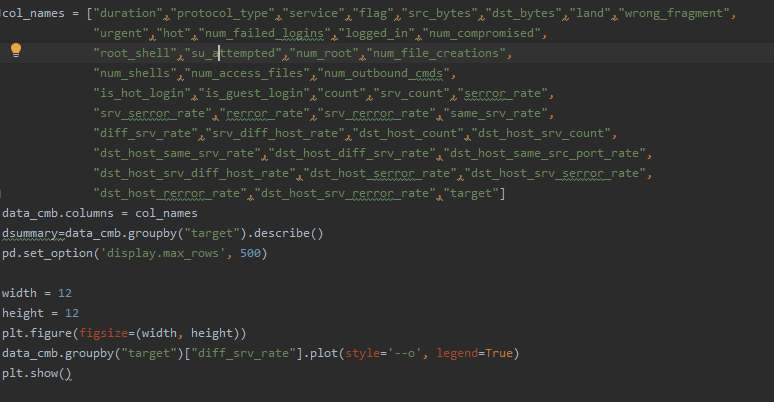 col_names = ["duration","protocol_type","service","flag","src_bytes","dst_bytes","land","wrong_fragment",
"urgent","hot","num_failed_logins","logged_in","num_compromised",
"root_shell","su_attempted","num_root","num_file_creations",
"num_shells","num_access_files","num_outbound_cmds",
"is_hot_login","is_guest_login","count","srv_count","serror_rate",
"srv_serror_rate","rerror_rate","srv_rerror_rate","same_srv_rate",
"diff_srv_rate","srv_diff_host_rate","dst_host_count","dst_host_srv_count",
"dst_host_same_srv_rate","dst_host_diff_srv_rate","dst_host_same_src_port_rate",
"dst_host_srv_diff_host_rate","dst_host_serror_rate","dst_host_srv_serror_rate",
"dst_host_rerror_rate","dst_host_srv_rerror_rate","target"]
data_cmb.columns = col_names
dsummary=data_cmb.groupby("target").describe()
pd.set_option('display.max_rows', 500)
width = 12
height = 12
plt.figure(figsize=(width, height))
data_cmb.groupby("target")["diff_srv_rate"].plot(style='--o', legend=True)
plt.show()